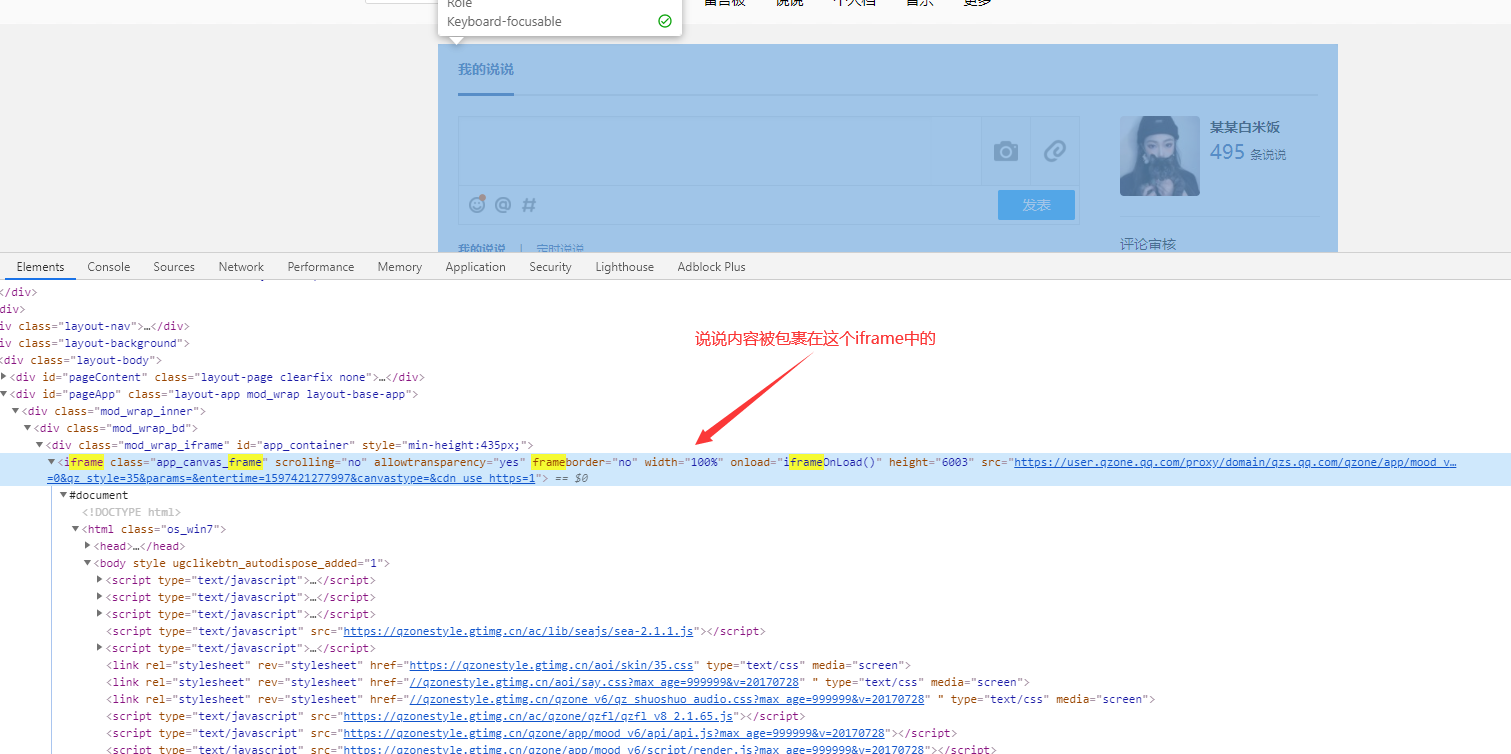 Role
留言板 说说 个人档 音乐 更多
Keyboard-focusable
我的说说
某某白米饭
495 条说说
@ #
发表
评论审核
我的说说 | 定时说说
Elements Console Sources Network Performance Memory Application Security Lighthouse Adblock Plus
</div>
div>
iv class="layout-nav">…</div>
iv class="layout-background">
<div class="layout-body">
说说内容被包裹在这个iframe中的
<div id="pageContent" class="layout-page clearfix none">…</div>
<div id="pageApp" class="layout-app mod_wrap layout-base-app">
<div class="mod_wrap_inner">
<div class="mod_wrap_bd">
<div class="mod_wrap_iframe" id="app_container" style="min-height:435px;">
<iframe class="app_canvas_frame" scrolling="no" allowtransparency="yes" frameborder="no" width="100%" onload="iframeOnLoad()" height="6003" src="https://user.qzone.qq.com/proxy/domain/qzs.qq.com/qzone/app/mood_v…
=0&qz_style=35&params=&entertime=1597421277997&canvastype=&cdn_use_https=1"> == $0
#document
<!DOCTYPE html>
<html class="os_win7">
<head>…</head>
<body style ugclikebtn_autodispose_added="1">
<script type="text/javascript">…</script>
<script type="text/javascript">…</script>
<script type="text/javascript">…</script>
<script type="text/javascript" src="https://qzonestyle.gtimg.cn/ac/lib/seajs/sea-2.1.1.js"></script>
<script type="text/javascript">…</script>
<link rel="stylesheet" rev="stylesheet" href="https://qzonestyle.gtimg.cn/aoi/skin/35.css" type="text/css" media="screen">
<link rel="stylesheet" rev="stylesheet" href="//qzonestyle.gtimg.cn/aoi/say.css?max_age=999999&v=20170728" " type="text/css" media="screen">
<link rel="stylesheet" rev="stylesheet" href="//qzonestyle.gtimg.cn/qzone_v6/qz_shuoshuo_audio.css?max_age=999999&v=20170728" " type="text/css" media="screen">
<script type="text/javascript" src="https://qzonestyle.gtimg.cn/ac/qzone/qzfl/qzfl_v8_2.1.65.js"></script>
<script type="text/javascript" src="https://qzonestyle.gtimg.cn/qzone/app/mood_v6/api/api.js?max_age=999999&v=20170728"></script>
<script type="text/javascript" src="https://qzonestyle.gtimg.cn/qzone/app/mood_v6/script/render.js?max_age=999999&v=20170728"></script>